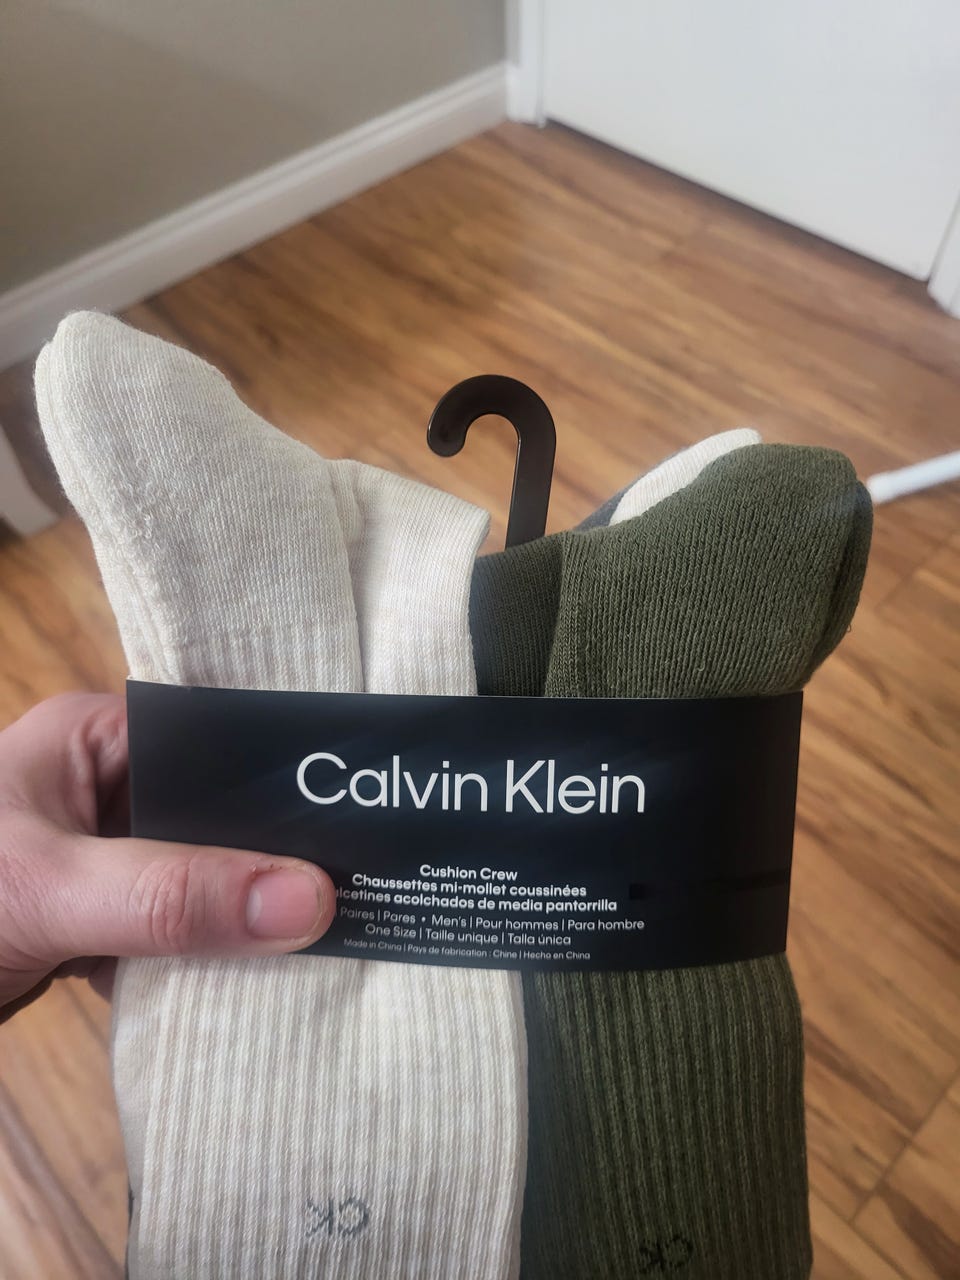 Calvin Klein
Cushion Crew
Chaussettes mi-mollet coussinées
acolchados de media pantorrilla
Paires | Pares • Men's | Pour hommes | Para hombre
One Size | Taille unique | Talla única
Made in China | Pays de fabrication : Chine | Hecho en China
CK CK